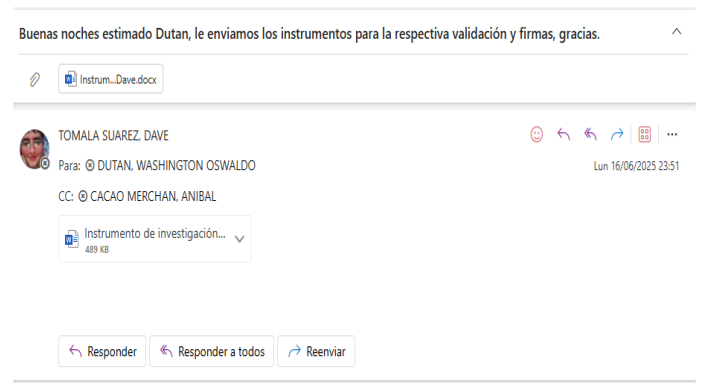 Buenas noches estimado Dutan, le enviamos los instrumentos para la respectiva validación y firmas, gracias.
Instrum...Dave.docx
TOMALA SUAREZ, DAVE
Para: DUTAN, WASHINGTON OSWALDO
Lun 16/06/2025 23:51
CC: CACAO MERCHAN, ANIBAL
Instrumento de investigación...
489 KB
Responder
Responder a todos
Reenviar